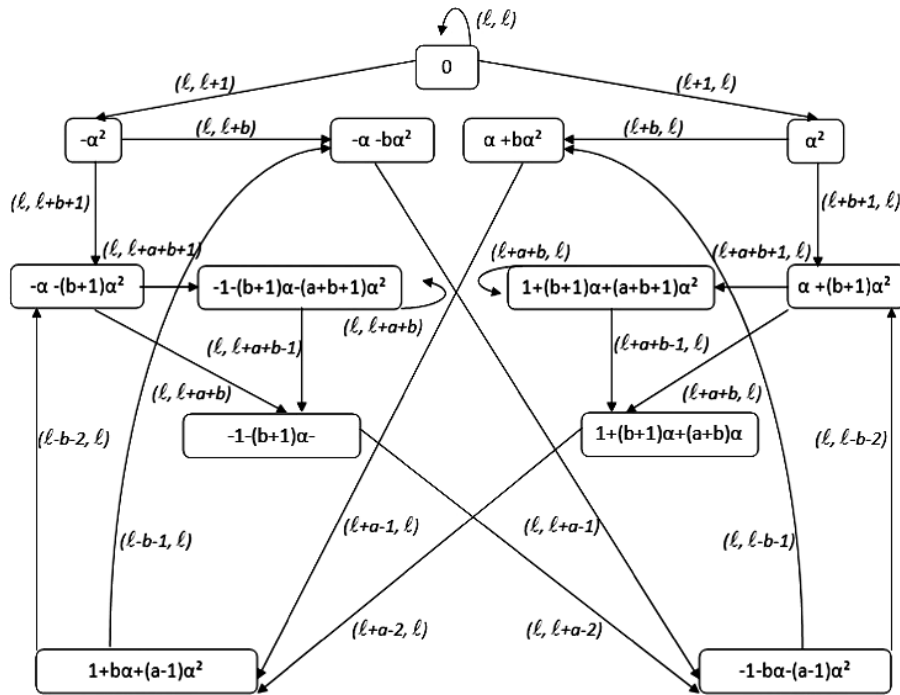 (ℓ, ℓ)
0
(ℓ, ℓ+1)
(ℓ+1, ℓ)
-α²
(ℓ, ℓ+b)
-α -bα²
α +bα²
(ℓ+b, ℓ)
α²
(ℓ, ℓ+b+1)
(ℓ+b+1, ℓ)
(ℓ, ℓ+a+b+1)
(ℓ+a+b, ℓ)
(ℓ+a+b+1, ℓ)
-α -(b+1)α²
-1-(b+1)α-(a+b+1)α²
1+(b+1)α+(a+b+1)α²
α +(b+1)α²
(ℓ, ℓ+a+b)
(ℓ, ℓ+a+b-1)
(ℓ+a+b-1, ℓ)
(ℓ, ℓ+a+b)
(ℓ+a+b, ℓ)
-1-(b+1)α-
1+(b+1)α+(a+b)α
(ℓ-b-2, ℓ)
(ℓ, ℓ-b-2)
(ℓ-b-1, ℓ)
(ℓ+a-1, ℓ)
(ℓ, ℓ+a-1)
(ℓ, ℓ-b-1)
(ℓ+a-2, ℓ)
(ℓ, ℓ+a-2)
1+bα+(a-1)α²
-1-bα-(a-1)α²